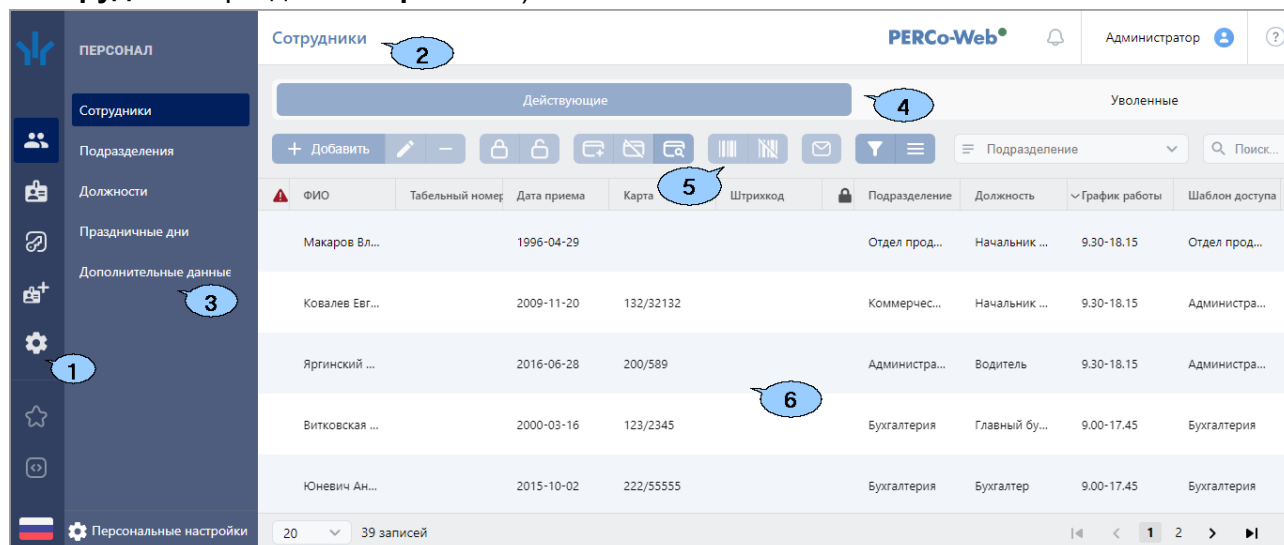 ПЕРСОНАЛ
Сотрудники
Подразделения
Должности
Праздничные дни
Дополнительные данные
3
1
Персональные настройки
Сотрудники
2
PERCo-Web
Администратор
?
Действующие
4
Уволенные
+ Добавить
Подразделение
Поиск...
5
ФИО Табельный номер Дата приема Карта Штрихкод Подразделение Должность График работы Шаблон доступа
Макаров Вл... 1996-04-29 Отдел прод... Начальник ... 9.30-18.15 Отдел прод...
Ковалев Евг... 2009-11-20 132/32132 Коммерчес... Начальник ... 9.30-18.15 Администра...
Яргинский ... 2016-06-28 200/589 Администра... Водитель 9.30-18.15 Администра...
6
Витковская ... 2000-03-16 123/2345 Бухгалтерия Главный бу... 9.00-17.45 Бухгалтерия
Юневич Ан... 2015-10-02 222/55555 Бухгалтерия Бухгалтер 9.00-17.45 Бухгалтерия
20 39 записей 1 2